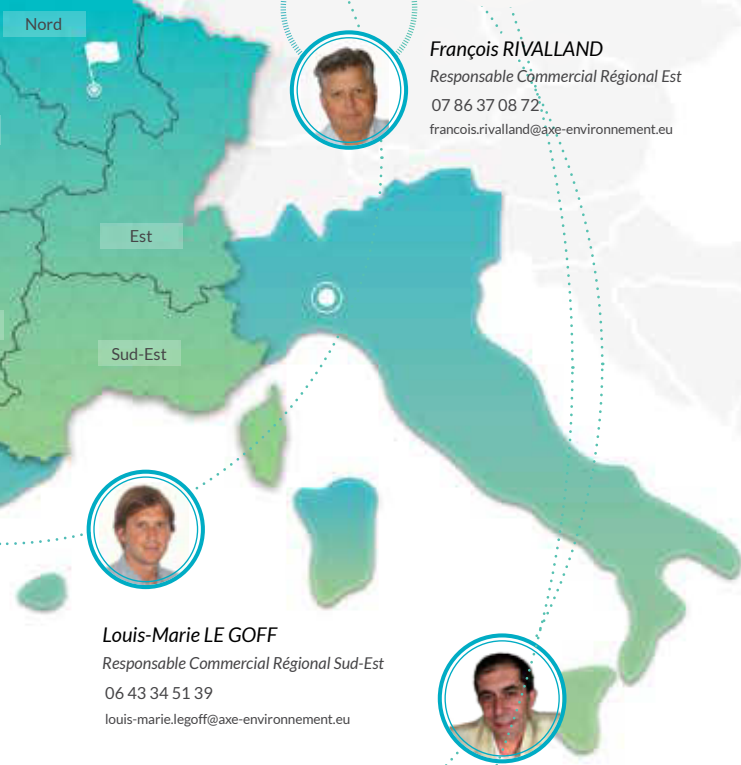 Nord
François RIVALLAND
Responsable Commercial Régional Est
07 86 37 08 72
francois.rivalland@axe-environnement.eu
Est
Sud-Est
Louis-Marie LE GOFF
Responsable Commercial Régional Sud-Est
06 43 34 51 39
louis-marie.legoff@axe-environnement.eu